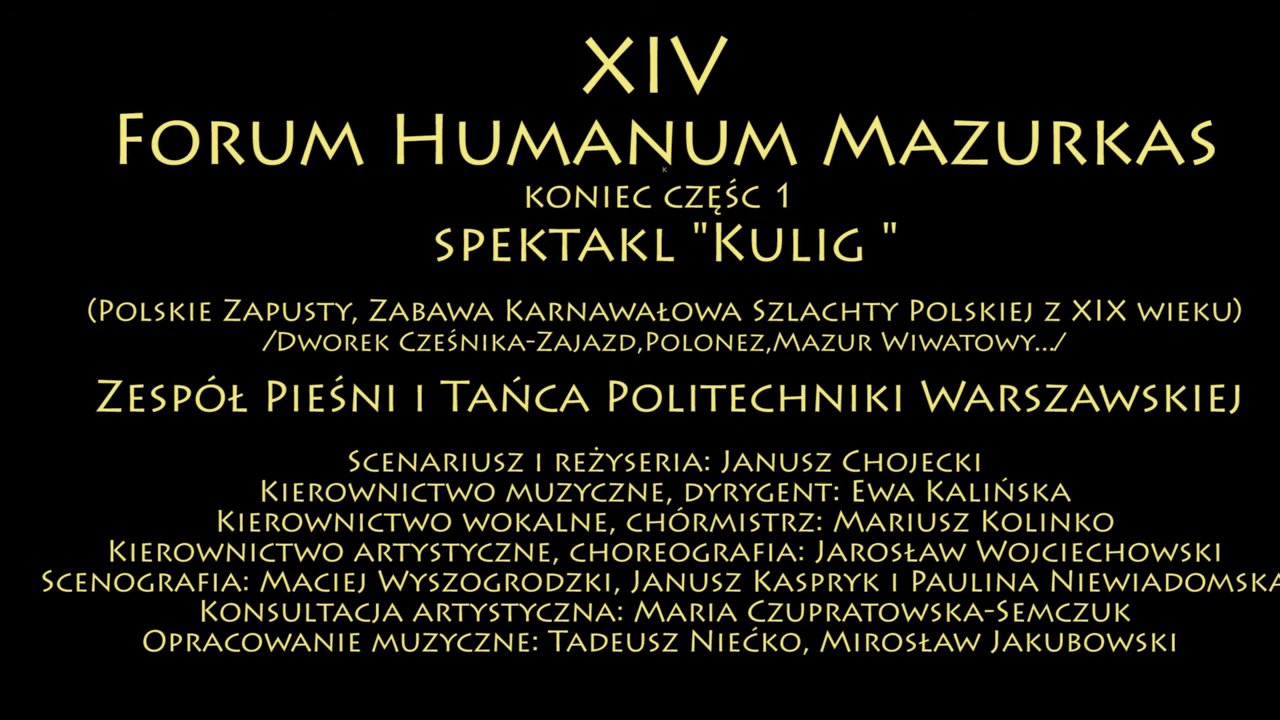 XIV
Forum Humanum Mazurkas
K
koniec częśc 1
spektakl "Kulig "
(Polskie Zapusty, Zabawa Karnawałowa Szlachty Polskiej z XIX wieku)
/Dworek Cześnika-Zajazd,Polonez,Mazur Wiwatowy.../
Zespół Pieśni i Tańca Politechniki Warszawskiej
Scenariusz i reżyseria: Janusz Chojecki
Kierownictwo muzyczne, dyrygent: Ewa Kalińska
Kierownictwo wokalne, chórmistrz: Mariusz Kolinko
Kierownictwo artystyczne, choreografia: Jarosław Wojciechowski
Scenografia: Maciej Wyszogrodzki, Janusz Kaspryk i Paulina Niewiadomska
Konsultacja artystyczna: Maria Czupratowska-Semczuk
Opracowanie muzyczne: Tadeusz Niećko, Mirosław Jakubowski